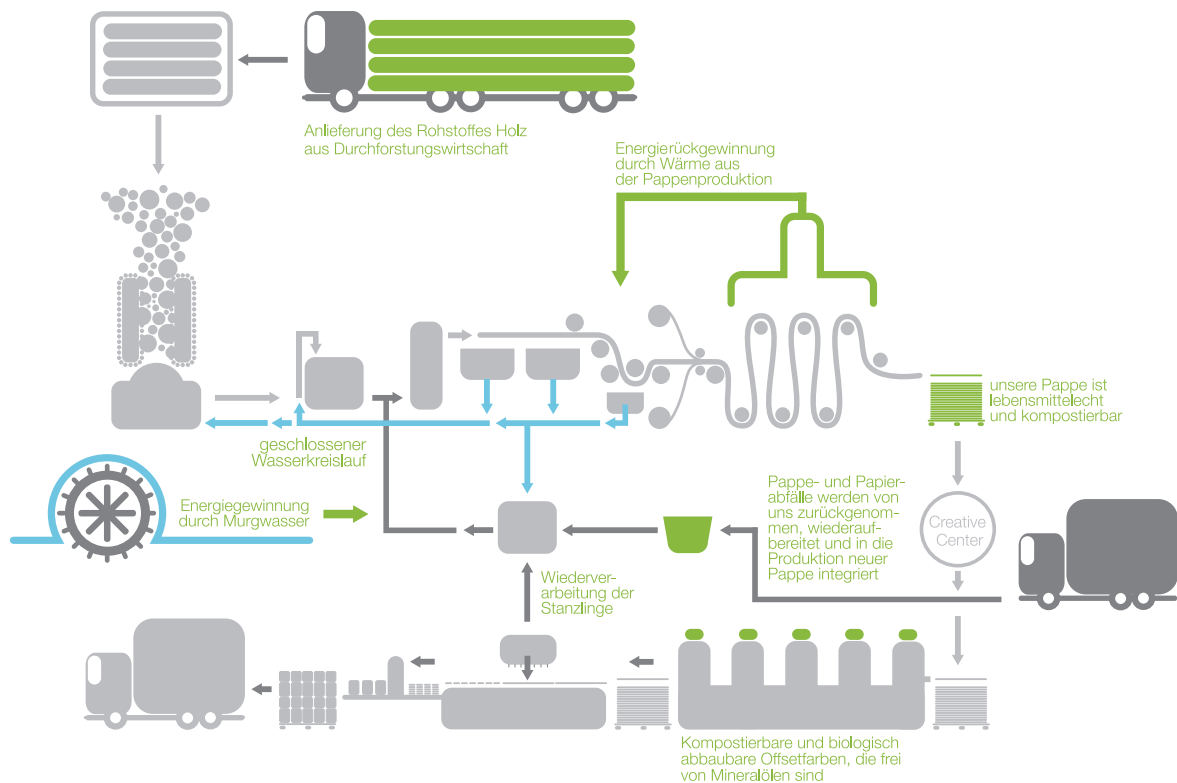 Anlieferung des Rohstoffes Holz
aus Durchforstungswirtschaft
Energierückgewinnung
durch Wärme aus
der Pappenproduktion
unsere Pappe ist
lebensmittelecht
und kompostierbar
geschlossener
Wasserkreislauf
Energiegewinnung
durch Murgwasser
Pappe- und Papier-
abfälle werden von
uns zurückgenom-
men, wiederauf-
bereitet und in die
Produktion neuer
Pappe integriert
Creative
Center
Wiederver-
arbeitung der
Stanzlinge
Kompostierbare und biologisch
abbaubare Offsetfarben, die frei
von Mineralölen sind